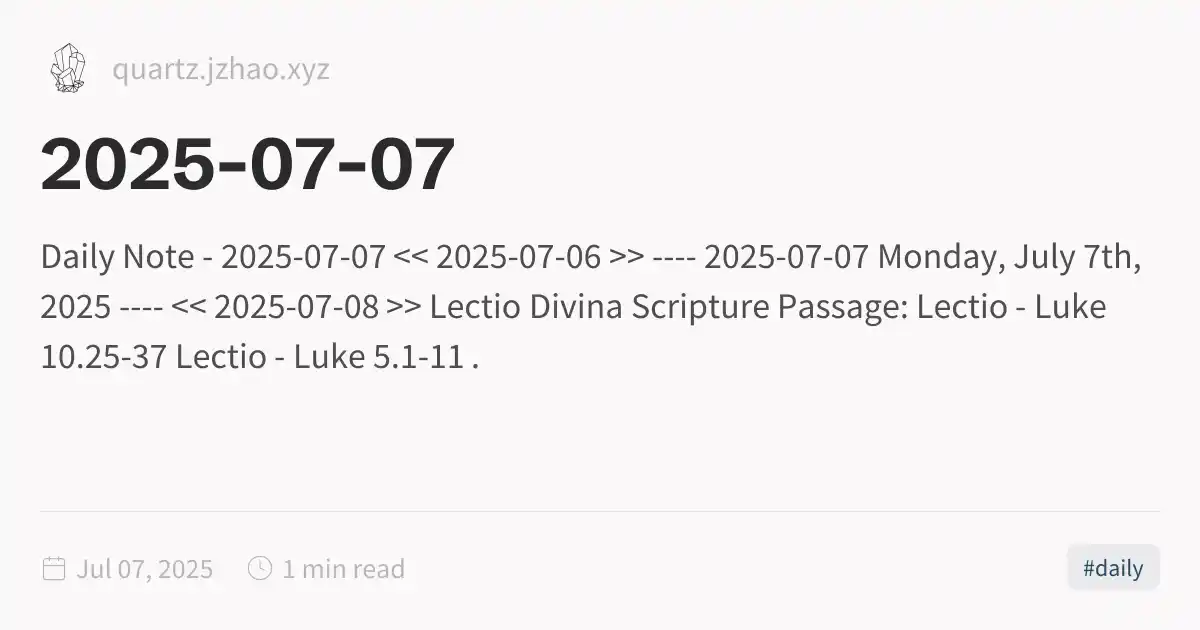 quartz.jzhao.xyz
2025-07-07
Daily Note - 2025-07-07 << 2025-07-06 >> ---- 2025-07-07 Monday, July 7th,
2025 ---- << 2025-07-08 >> Lectio Divina Scripture Passage: Lectio - Luke
10.25-37 Lectio - Luke 5.1-11 .
Jul 07, 2025 1 min read #daily